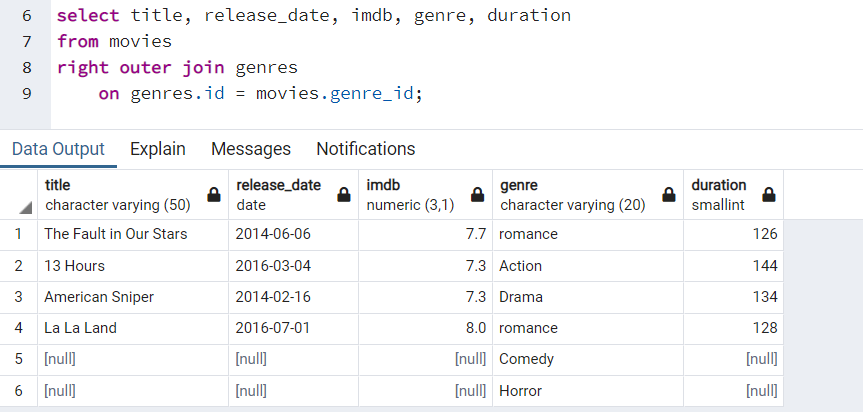 6 select title, release_date, imdb, genre, duration
7 from movies
8 right outer join genres
9 on genres.id = movies.genre_id;
Data Output Explain Messages Notifications
title release_date imdb genre duration
character varying (50) date numeric (3,1) character varying (20) smallint
1 The Fault in Our Stars 2014-06-06 7.7 romance 126
2 13 Hours 2016-03-04 7.3 Action 144
3 American Sniper 2014-02-16 7.3 Drama 134
4 La La Land 2016-07-01 8.0 romance 128
5 [null] [null] [null] Comedy [null]
6 [null] [null] [null] Horror [null]